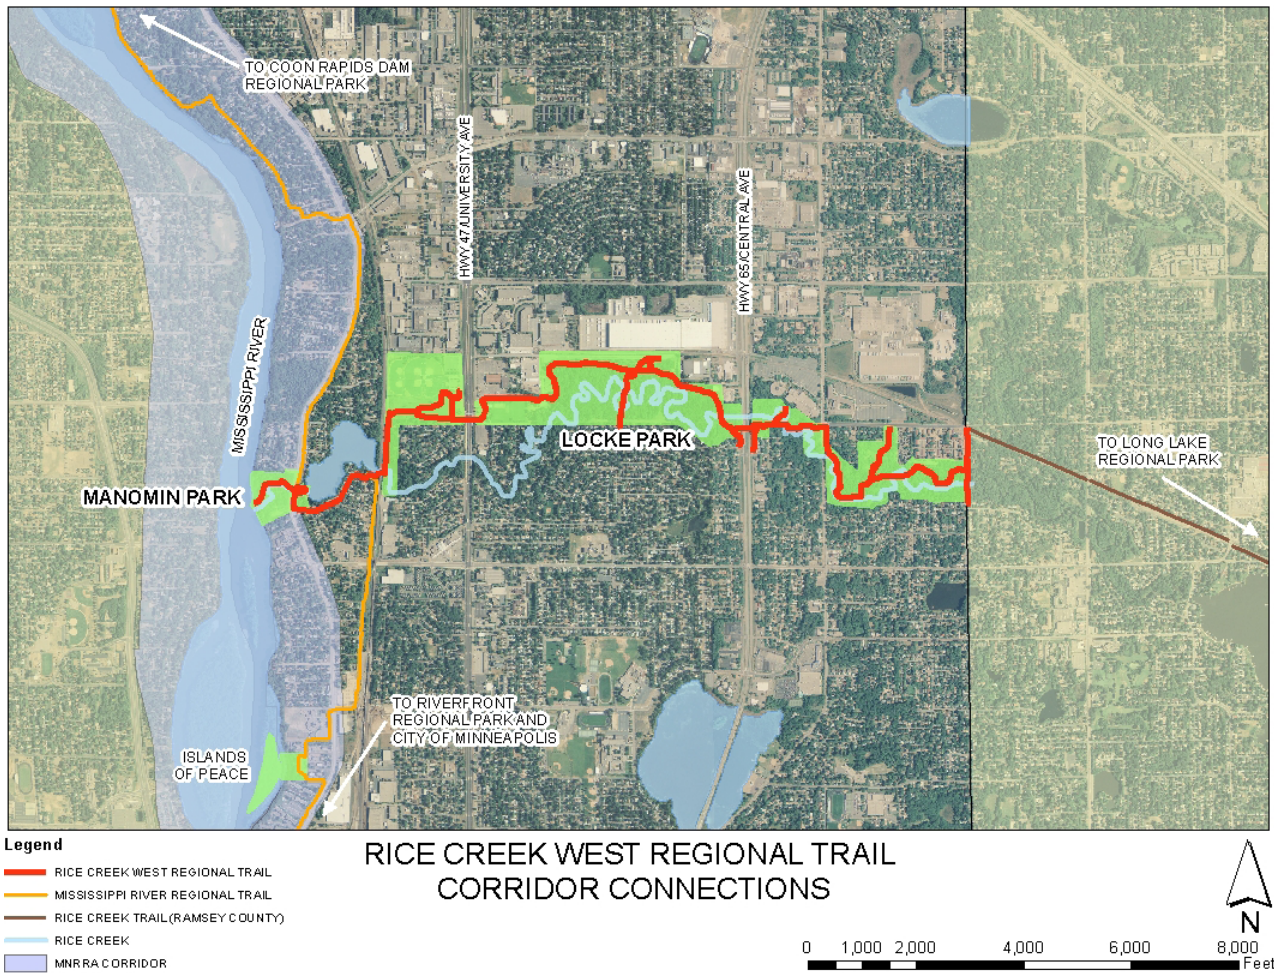 TO COON RAPIDS DAM
REGIONAL PARK
HWY 47/UNIVERSITY AVE
HWY 65/CENTRAL AVE
MISSISSIPPI RIVER
LOCKE PARK
TO LONG LAKE
REGIONAL PARK
MANOMIN PARK
TO RIVERFRONT
REGIONAL PARK AND
CITY OF MINNEAPOLIS
ISLANDS
OF PEACE
Legend
RICE CREEK WEST REGIONAL TRAIL
MISSISSIPPI RIVER REGIONAL TRAIL
RICE CREEK TRAIL (RAMSEY COUNTY)
RICE CREEK
MNRRA CORRIDOR
RICE CREEK WEST REGIONAL TRAIL
CORRIDOR CONNECTIONS
N
0 1,000 2,000 4,000 6,000 8,000
Feet